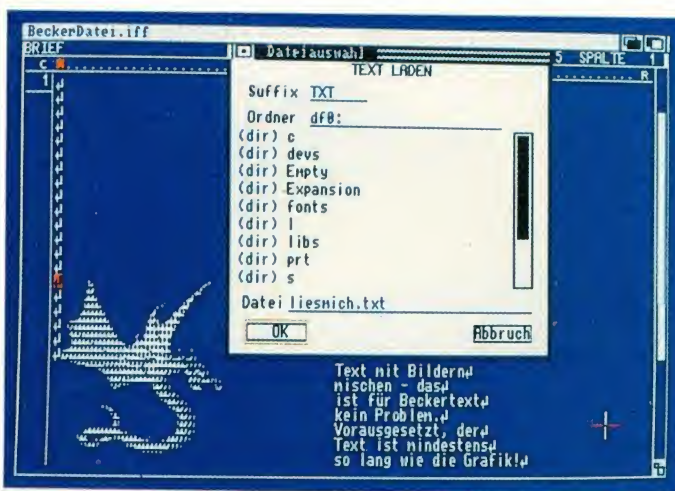 BeckerDatei.iff
BRIEF
5 SPALTE 1
C
R
1
Dateiauswahl
TEXT LADEN
Suffix TXT
Ordner df0:
(dir) c
(dir) devs
(dir) Empty
(dir) Expansion
(dir) fonts
(dir) l
(dir) libs
(dir) prt
(dir) s
Datei liesmich.txt
OK Abbruch
Text mit Bildern
mischen - das
ist für Beckertext
kein Problem.
Vorausgesetzt, der
Text ist mindestens
so lang wie die Grafik!